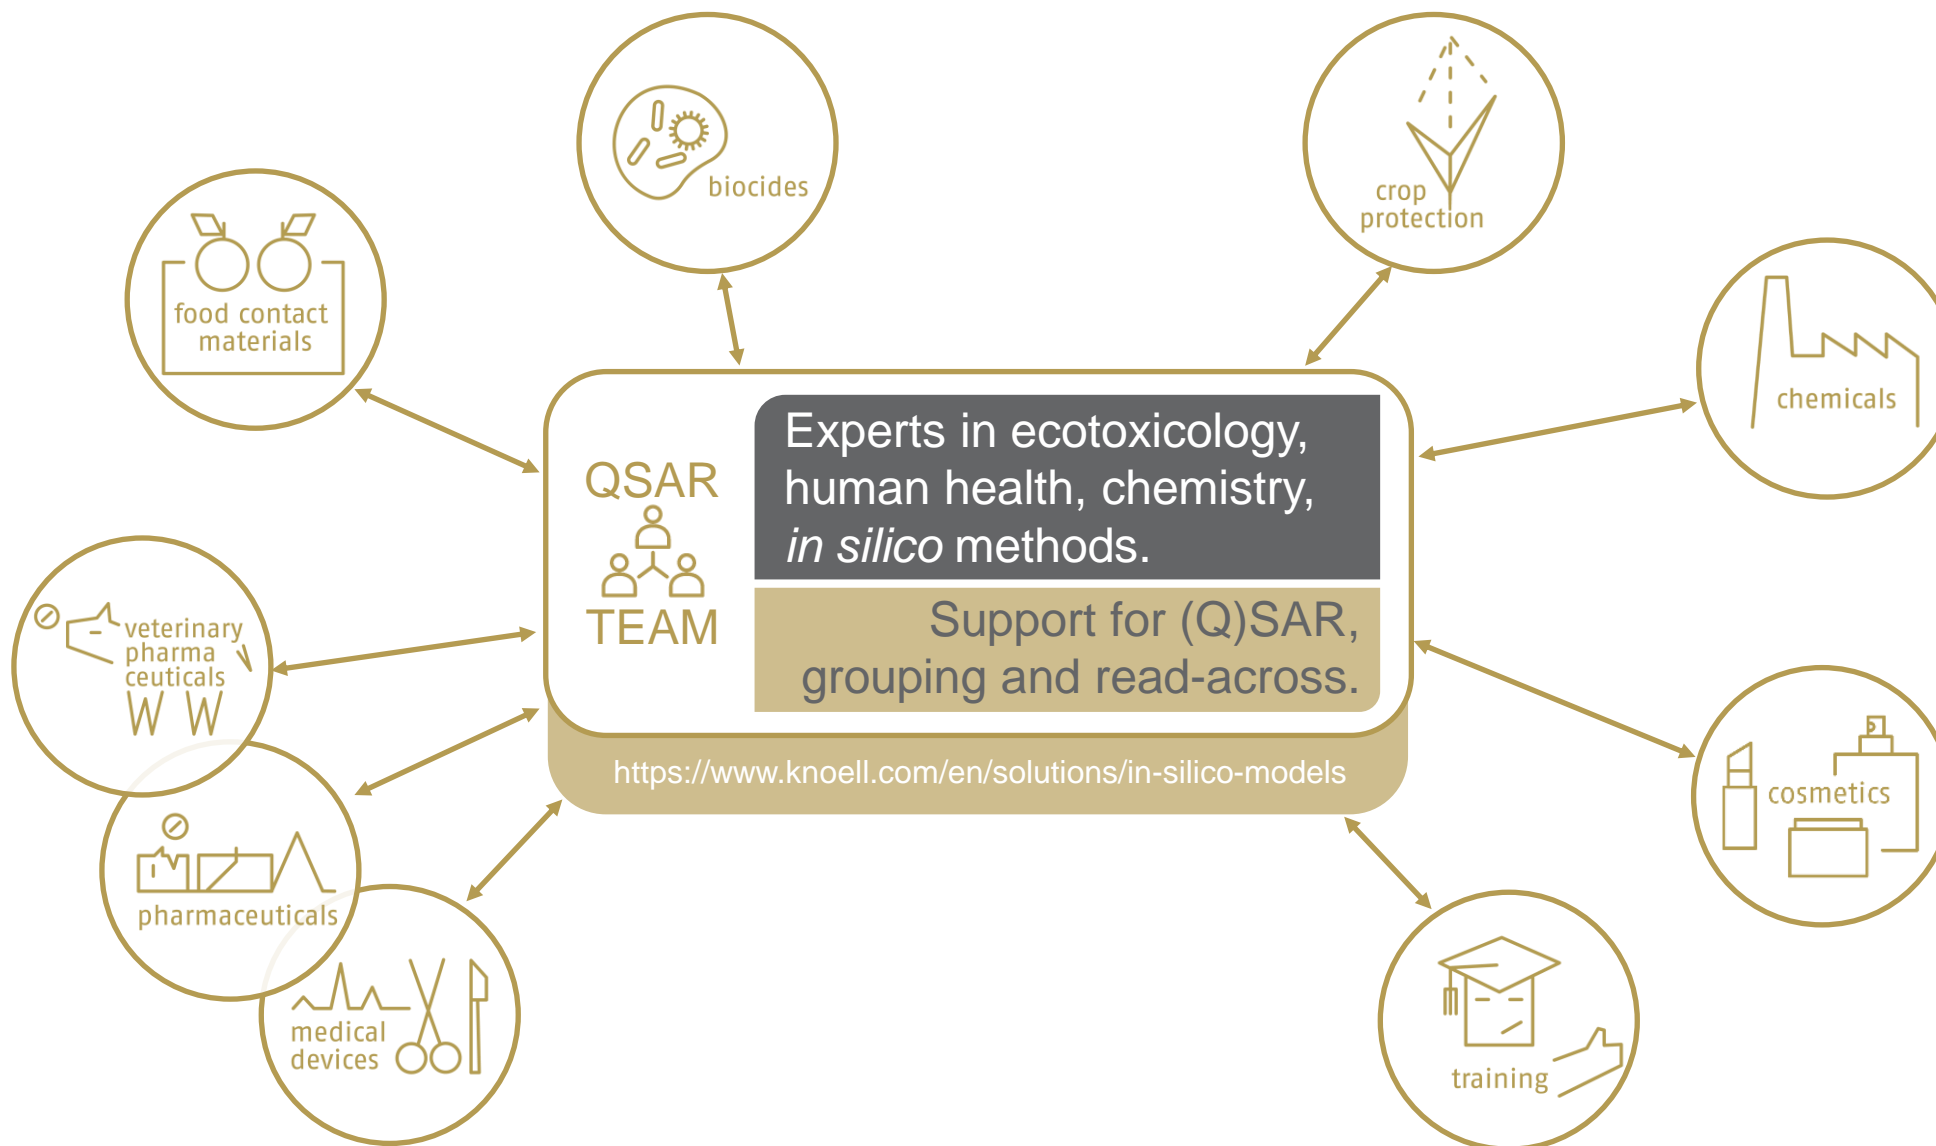 biocides
crop
protection
food contact
materials
chemicals
QSAR
TEAM
Experts in ecotoxicology,
human health, chemistry,
in silico methods.
Support for (Q)SAR,
grouping and read-across.
https://www.knoell.com/en/solutions/in-silico-models
veterinary
pharma
ceuticals
cosmetics
pharmaceuticals
medical
devices
training